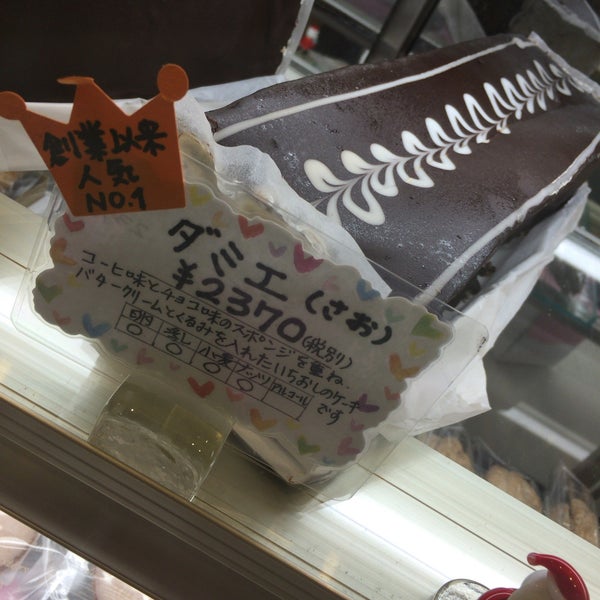 創業以来
人気
NO.1
ダミエ(さお)
¥2370(税別)
コーヒ味とチョコ味のスポンジを重ね、
バタークリームとくるみを入れたいちおしのケーキです
卵 乳 小麦 ナッツ アルコール
〇 〇 〇 〇